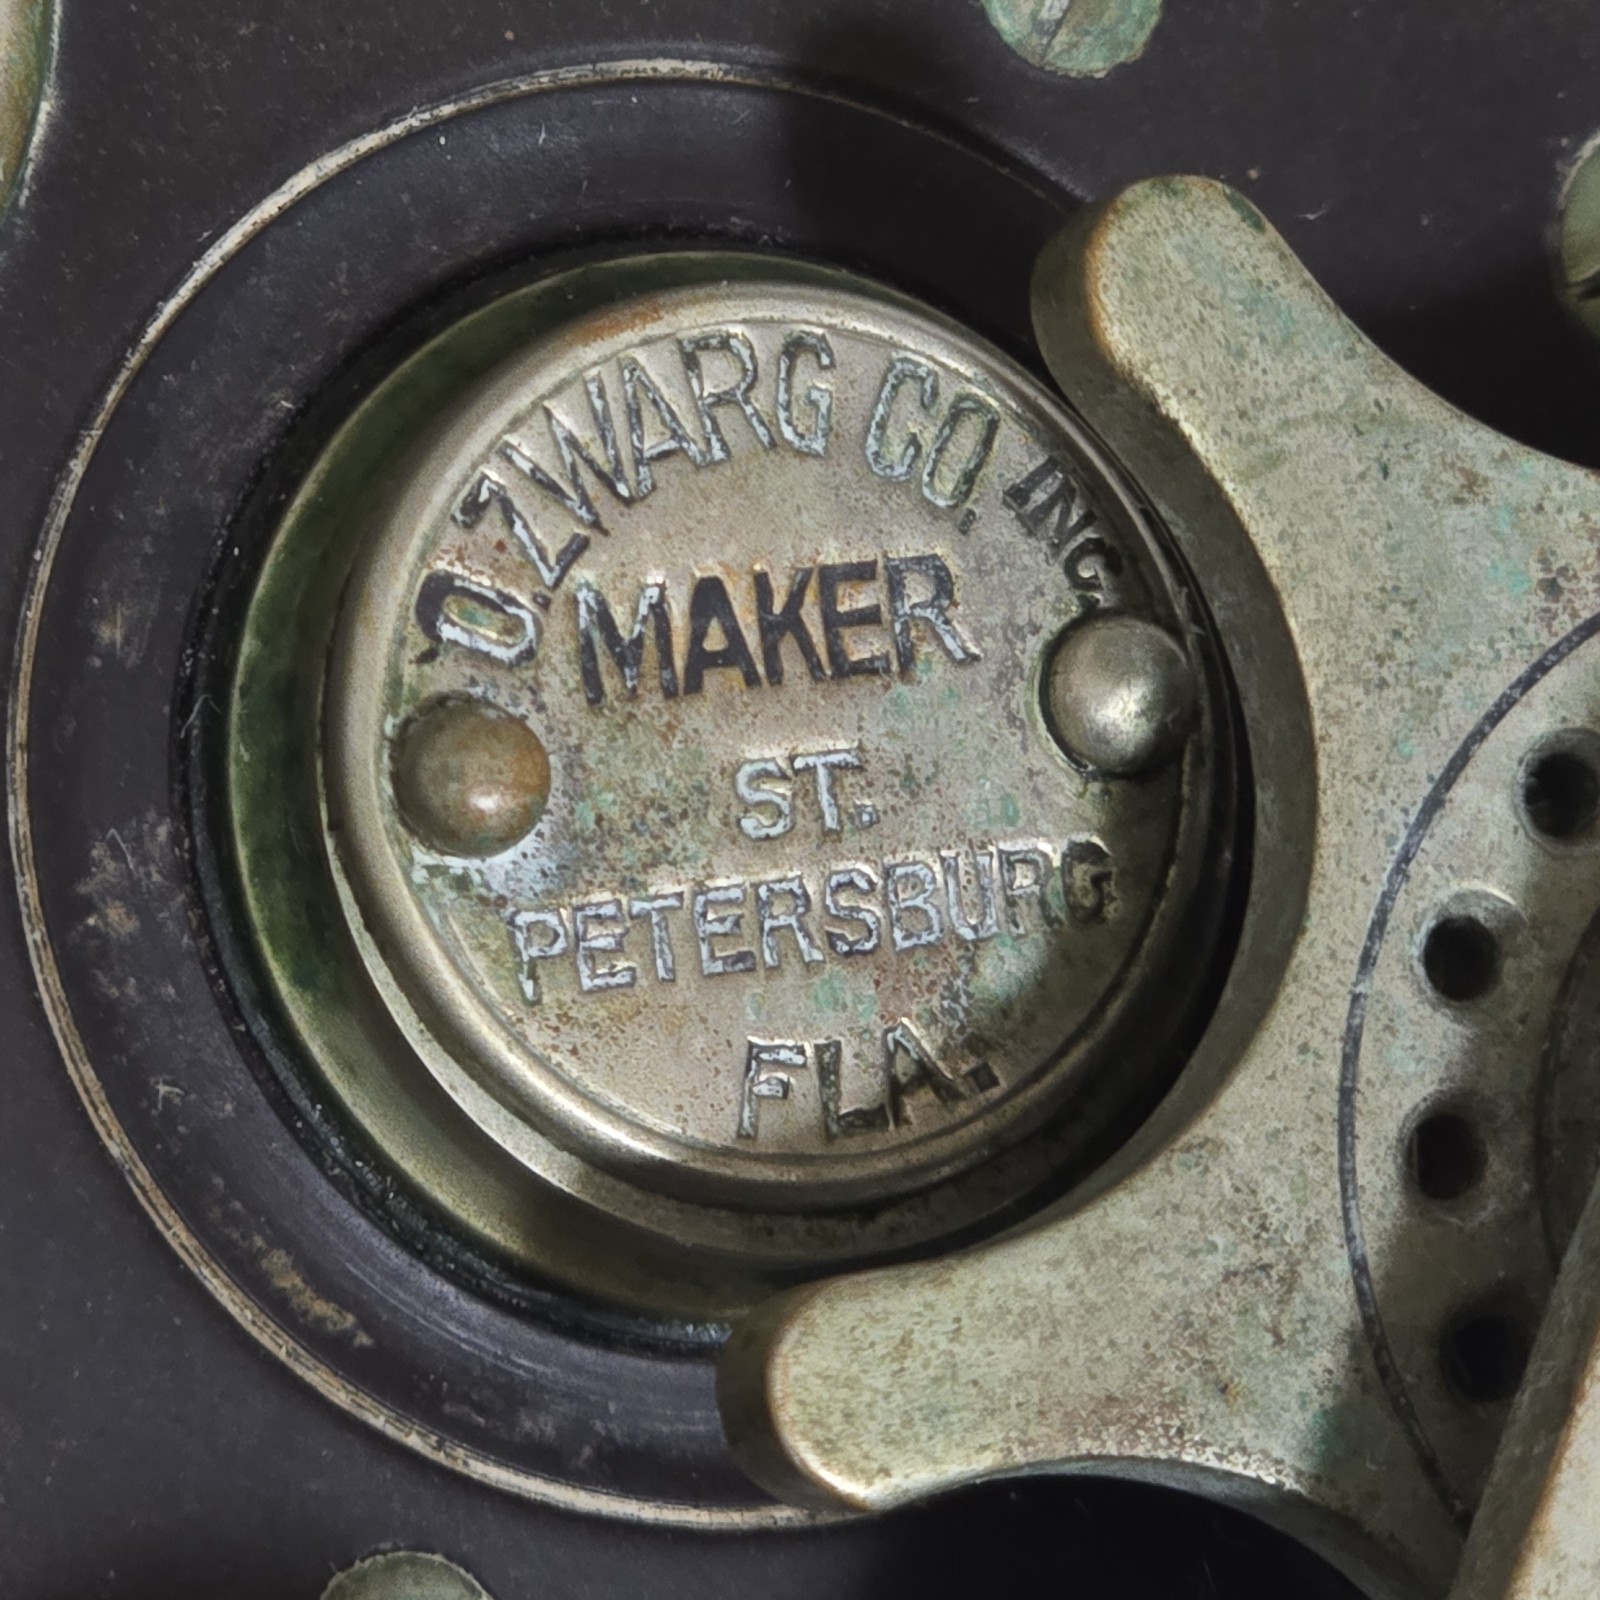 O. ZWARG CO. INC.
MAKER
ST.
PETERSBURG
FLA.